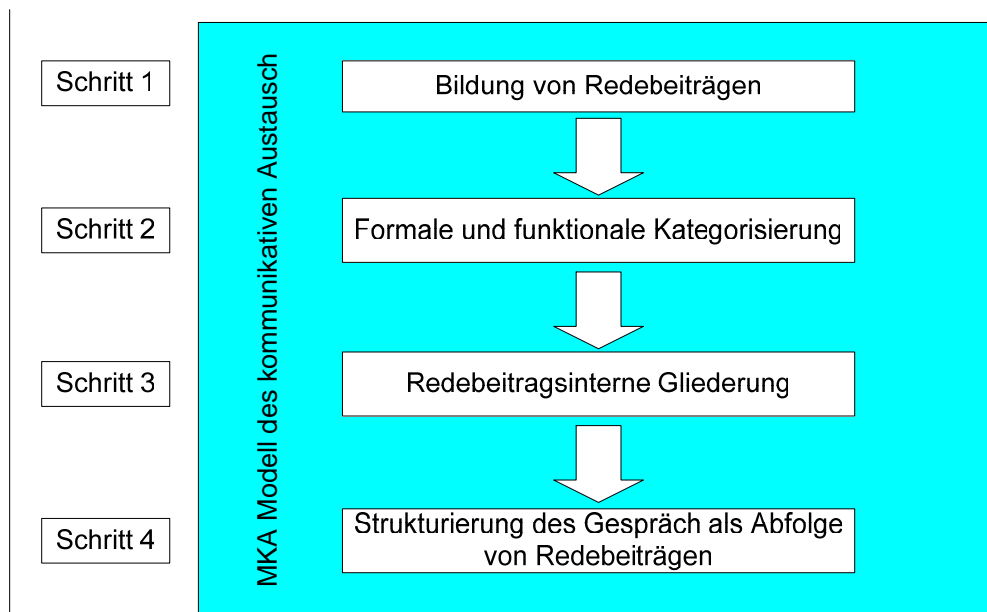 MKA Modell des kommunikativen Austausch
Schritt 1
Bildung von Redebeiträgen
Schritt 2
Formale und funktionale Kategorisierung
Schritt 3
Redebeitragsinterne Gliederung
Schritt 4
Strukturierung des Gespräch als Abfolge
von Redebeiträgen